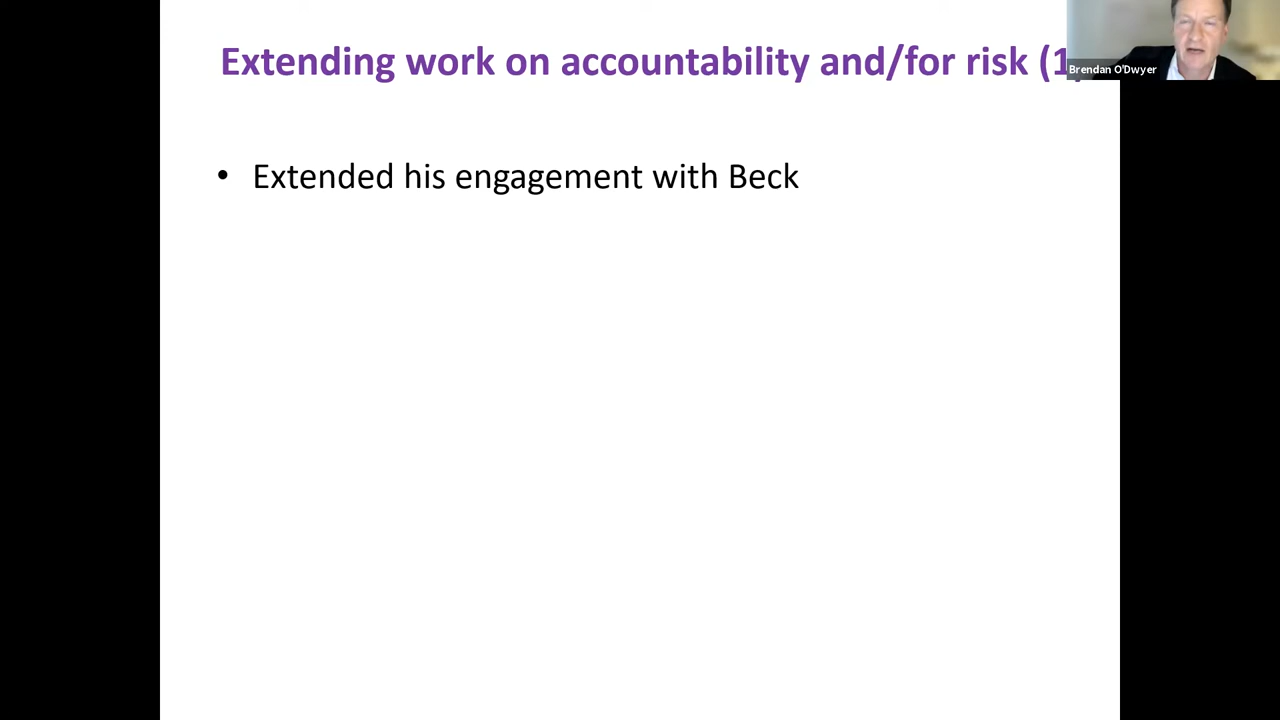 Extending work on accountability and/for risk (1)
Brendan O'Dwyer
• Extended his engagement with Beck